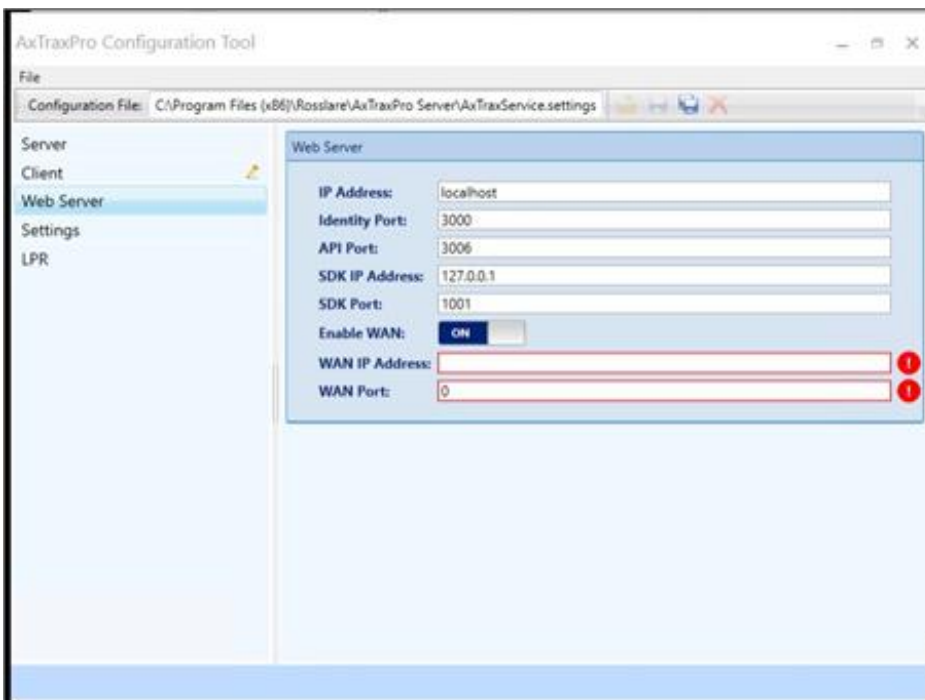 AxTraxPro Configuration Tool
File
Configuration File: C:\Program Files (x86)\Rosslare\AxTraxPro Server\AxTraxService.settings
Server
Client
Web Server
Settings
LPR
Web Server
IP Address: localhost
Identity Port: 3000
API Port: 3006
SDK IP Address: 127.0.0.1
SDK Port: 1001
Enable WAN: ON
WAN IP Address: !
WAN Port: 0 !